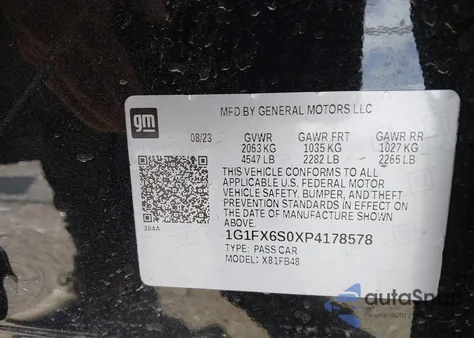 gm
MFD BY GENERAL MOTORS LLC
08/23 GVWR GAWR FRT GAWR RR
2063 KG 1035 KG 1027 KG
4547 LB 2282 LB 2265 LB
THIS VEHICLE CONFORMS TO ALL
APPLICABLE U.S. FEDERAL MOTOR
VEHICLE SAFETY, BUMPER, AND THEFT
PREVENTION STANDARDS IN EFFECT ON
THE DATE OF MANUFACTURE SHOWN
ABOVE.
384A
1G1FX6S0XP4178578
TYPE: PASS CAR
MODEL: X81FB48